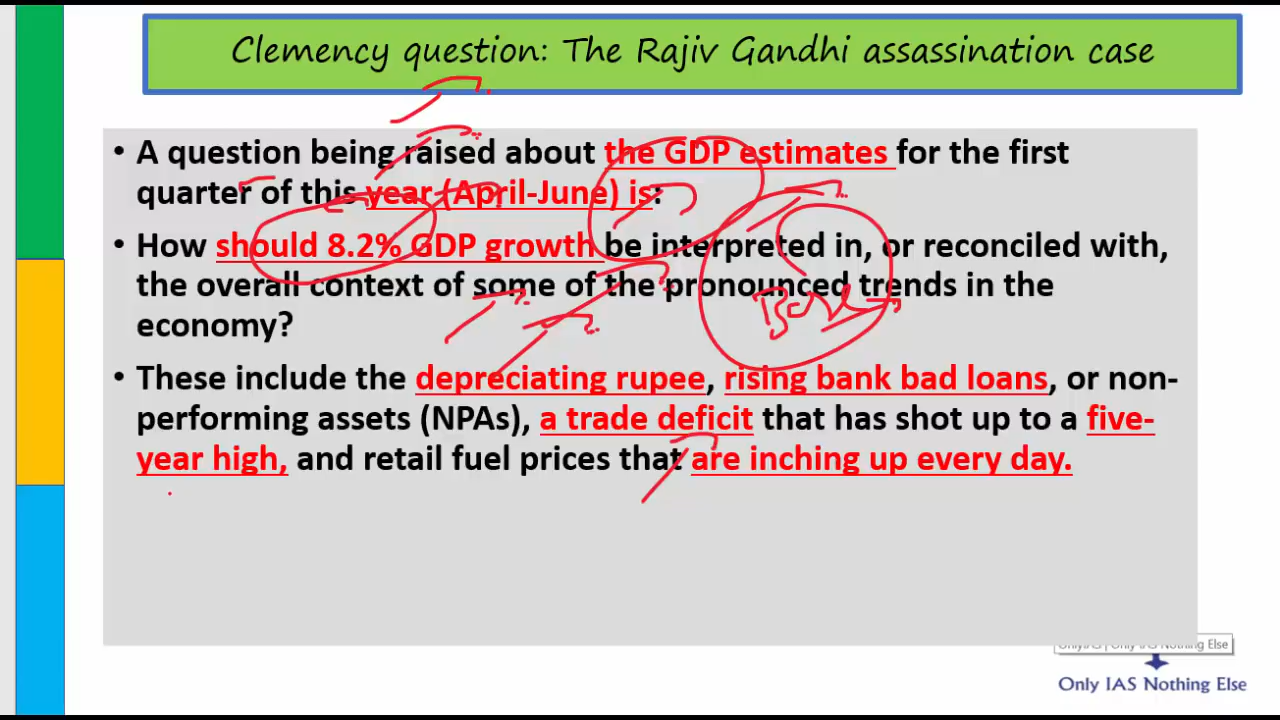 Clemency question: The Rajiv Gandhi assassination case
• A question being raised about the GDP estimates for the first
quarter of this year (April-June) is:
• How should 8.2% GDP growth be interpreted in, or reconciled with,
the overall context of some of the pronounced trends in the
economy?
Base
• These include the depreciating rupee, rising bank bad loans, or non-
performing assets (NPAs), a trade deficit that has shot up to a five-
year high, and retail fuel prices that are inching up every day.
Only IAS Nothing Else